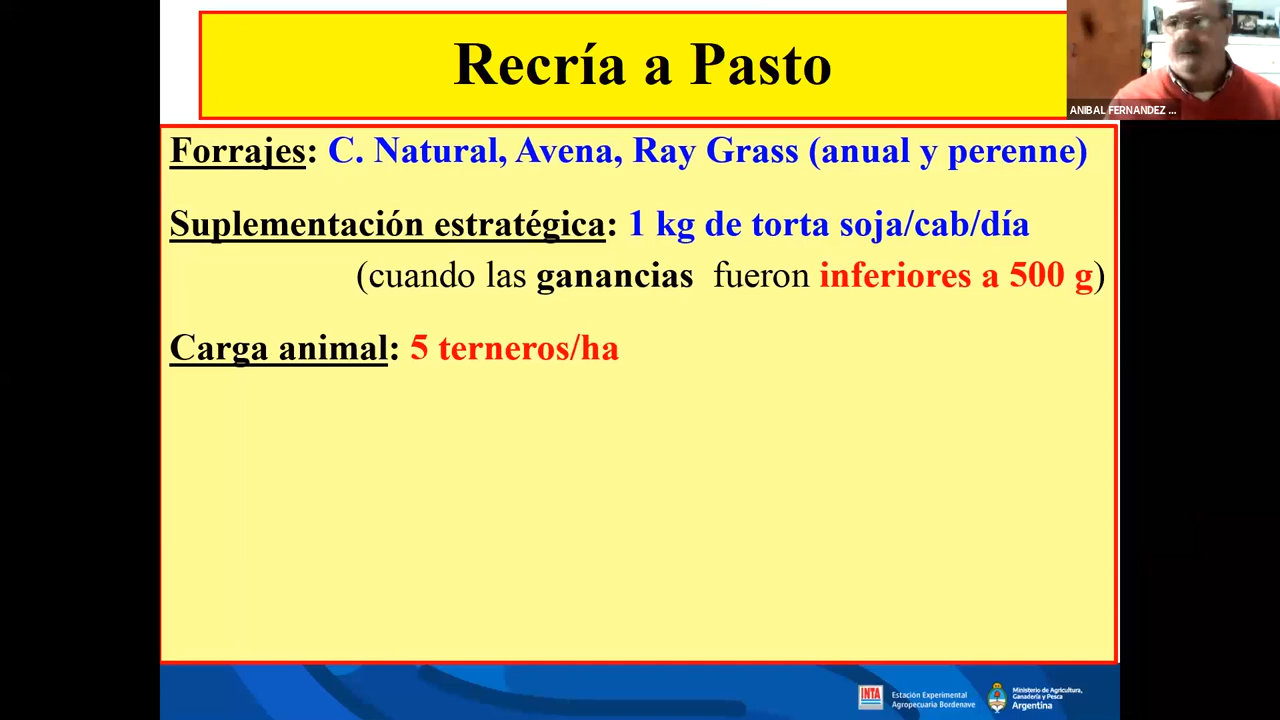 Recría a Pasto
ANIBAL FERNANDEZ ...
Forrajes: C. Natural, Avena, Ray Grass (anual y perenne)
Suplementación estratégica: 1 kg de torta soja/cab/día
(cuando las ganancias fueron inferiores a 500 g)
Carga animal: 5 terneros/ha
INTA
Estación Experimental
Agropecuaria Bordenave
Ministerio de Agricultura,
Ganadería y Pesca
Argentina